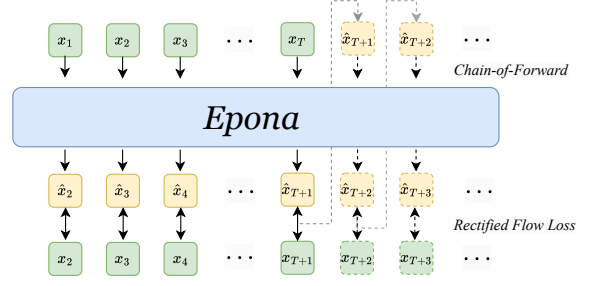 x_1 x_2 x_3 ... x_T x̂_{T+1} x̂_{T+2} ...
Chain-of-Forward
Epona
x̂_2 x̂_3 x̂_4 ... x̂_{T+1} x̂_{T+2} x̂_{T+3} ...
Rectified Flow Loss
x_2 x_3 x_4 ... x_{T+1} x_{T+2} x_{T+3} ...